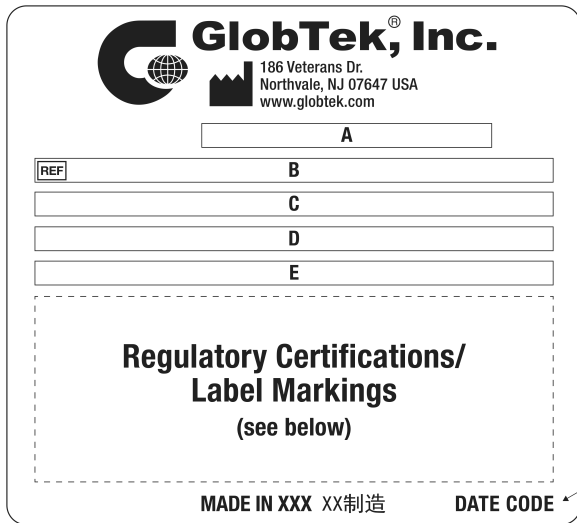 GlobTek®, Inc.
186 Veterans Dr.
Northvale, NJ 07647 USA
www.globtek.com
A
REF B
C
D
E
Regulatory Certifications/
Label Markings
(see below)
MADE IN XXX XX制造 DATE CODE